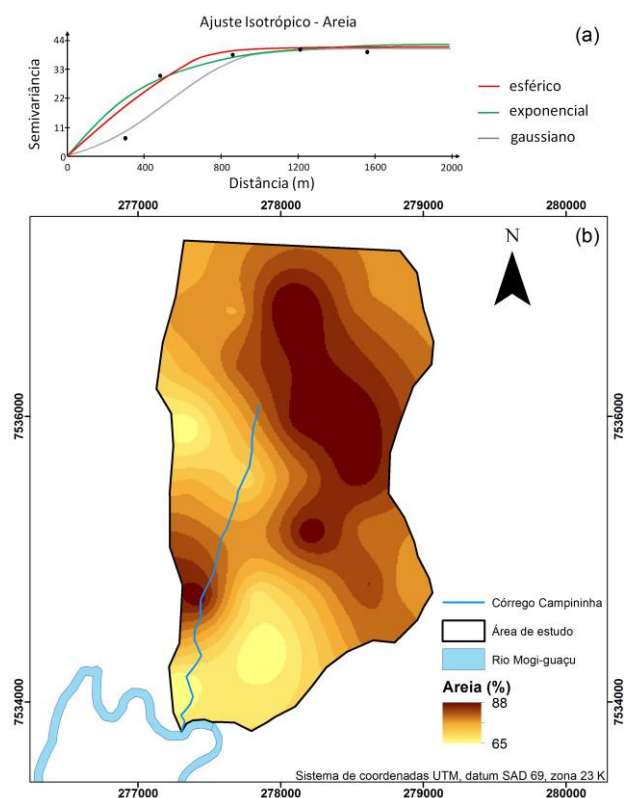 Ajuste Isotrópico - Areia
(a)
Semivariância
44
33
22
11
0
0 400 800 1200 1600 2000
Distância (m)
esférico
exponencial
gaussiano
277000 278000 279000 280000
(b)
N
7536000 7536000
7534000 7534000
Córrego Campininha
Área de estudo
Rio Mogi-guaçu
Areia (%)
88
65
Sistema de coordenadas UTM, datum SAD 69, zona 23 K
277000 278000 279000 280000